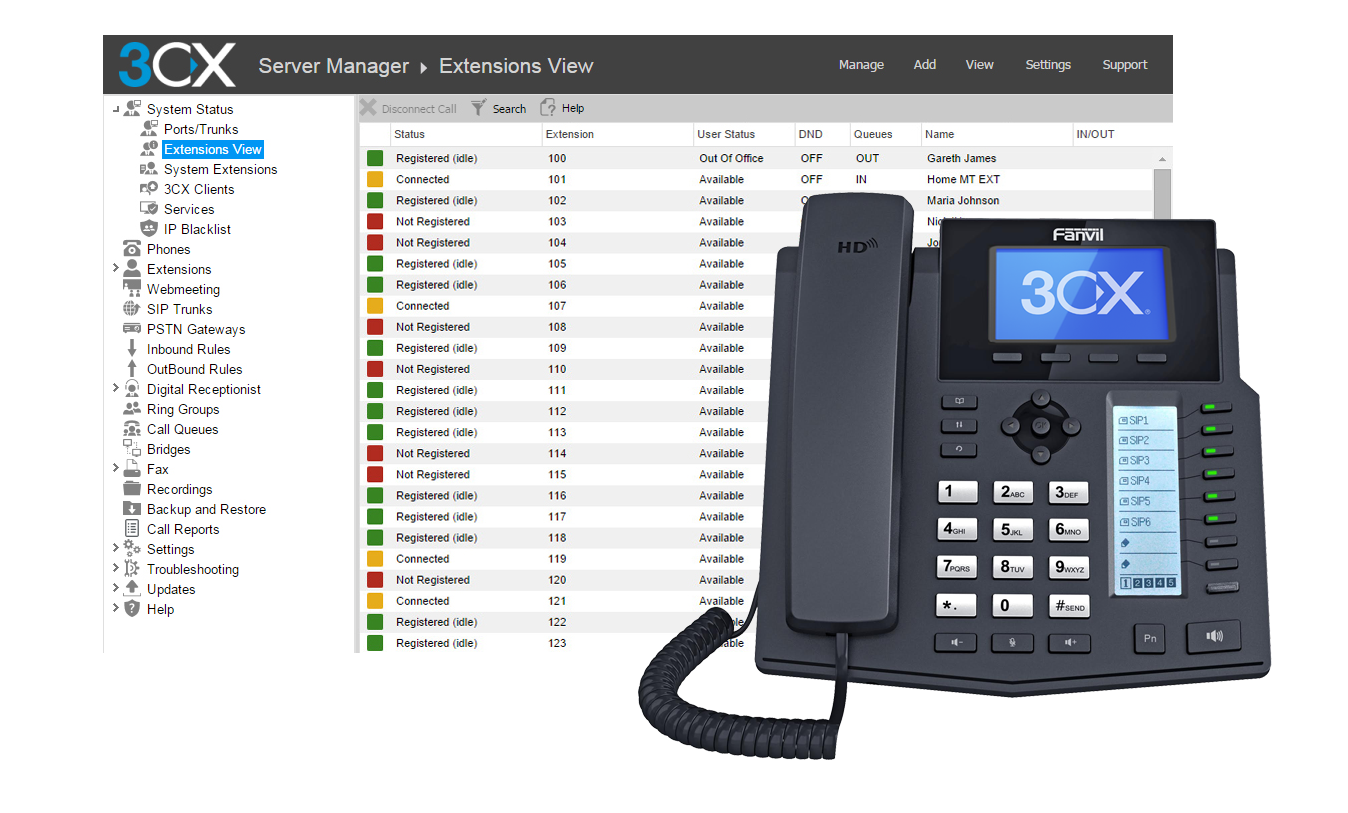 3CX Server Manager ▸ Extensions View Manage Add View Settings Support
System Status
Ports/Trunks
Extensions View
System Extensions
3CX Clients
Services
IP Blacklist
Phones
Extensions
Webmeeting
SIP Trunks
PSTN Gateways
Inbound Rules
OutBound Rules
Digital Receptionist
Ring Groups
Call Queues
Bridges
Fax
Recordings
Backup and Restore
Call Reports
Settings
Troubleshooting
Updates
Help
Disconnect Call Search Help
Status Extension User Status DND Queues Name IN/OUT
Registered (idle) 100 Out Of Office OFF OUT Gareth James
Connected 101 Available OFF IN Home MT EXT
Registered (idle) 102 Available Maria Johnson
Not Registered 103 Available
Not Registered 104 Available
Registered (idle) 105 Available
Registered (idle) 106 Available
Connected 107 Available
Not Registered 108 Available
Registered (idle) 109 Available
Not Registered 110 Available
Registered (idle) 111 Available
Registered (idle) 112 Available
Registered (idle) 113 Available
Not Registered 114 Available
Not Registered 115 Available
Registered (idle) 116 Available
Registered (idle) 117 Available
Registered (idle) 118 Available
Connected 119 Available
Not Registered 120 Available
Connected 121 Available
Registered (idle) 122
Registered (idle) 123
HD
Fanvil
3CX
OK
SIP1
SIP2
SIP3
SIP4
SIP5
SIP6
1 2 3 4 5
1 2ABC 3DEF
4GHI 5JKL 6MNO
7PQRS 8TUV 9WXYZ
*. 0 #SEND
Pn